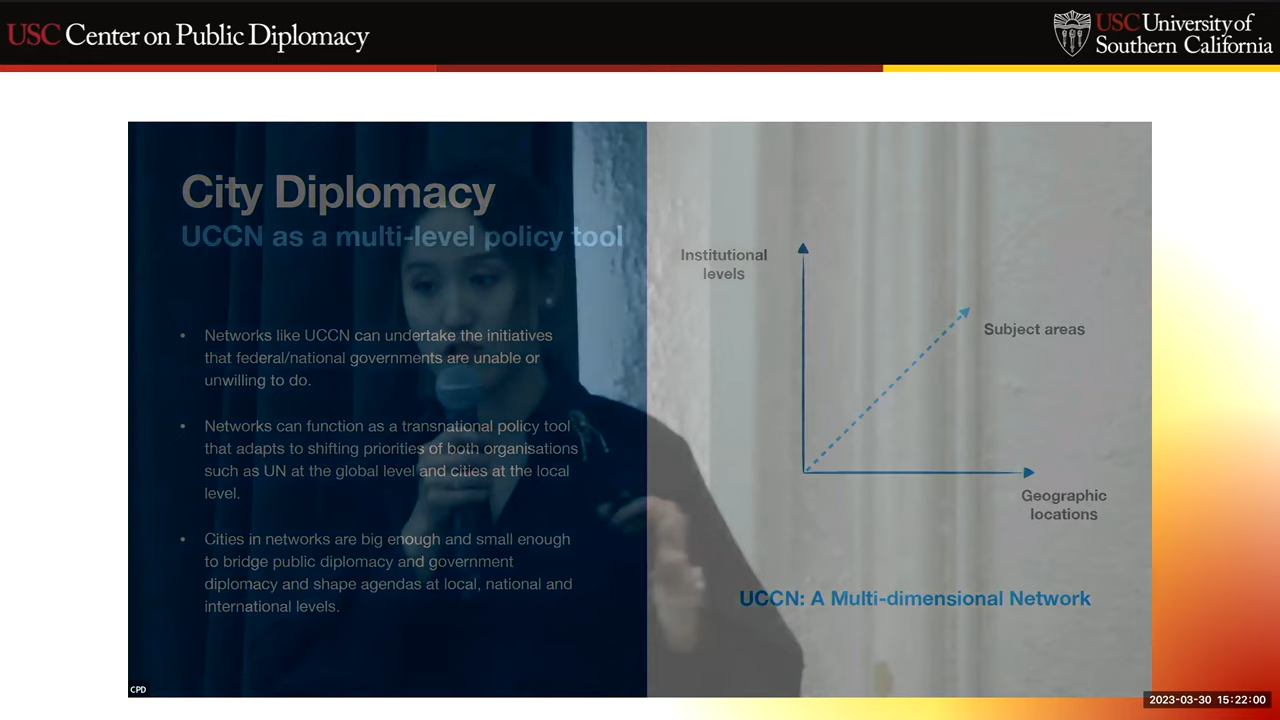 USC Center on Public Diplomacy
USC University of
Southern California
City Diplomacy
UCCN as a multi-level policy tool
• Networks like UCCN can undertake the initiatives
that federal/national governments are unable or
unwilling to do.
• Networks can function as a transnational policy tool
that adapts to shifting priorities of both organisations
such as UN at the global level and cities at the local
level.
• Cities in networks are big enough and small enough
to bridge public diplomacy and government
diplomacy and shape agendas at local, national and
international levels.
Institutional
levels
Subject areas
Geographic
locations
UCCN: A Multi-dimensional Network
CPD
2023-03-30 15:22:00